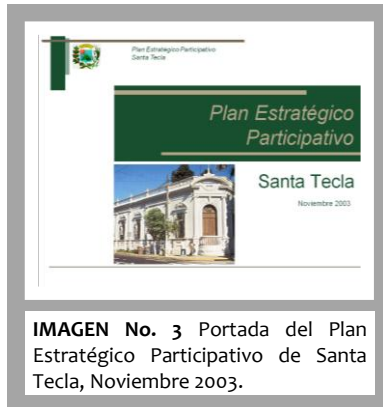 Plan Estratégico Participativo
Santa Tecla
Plan Estratégico
Participativo
Santa Tecla
Noviembre 2003
IMAGEN No. 3 Portada del Plan
Estratégico Participativo de Santa
Tecla, Noviembre 2003.